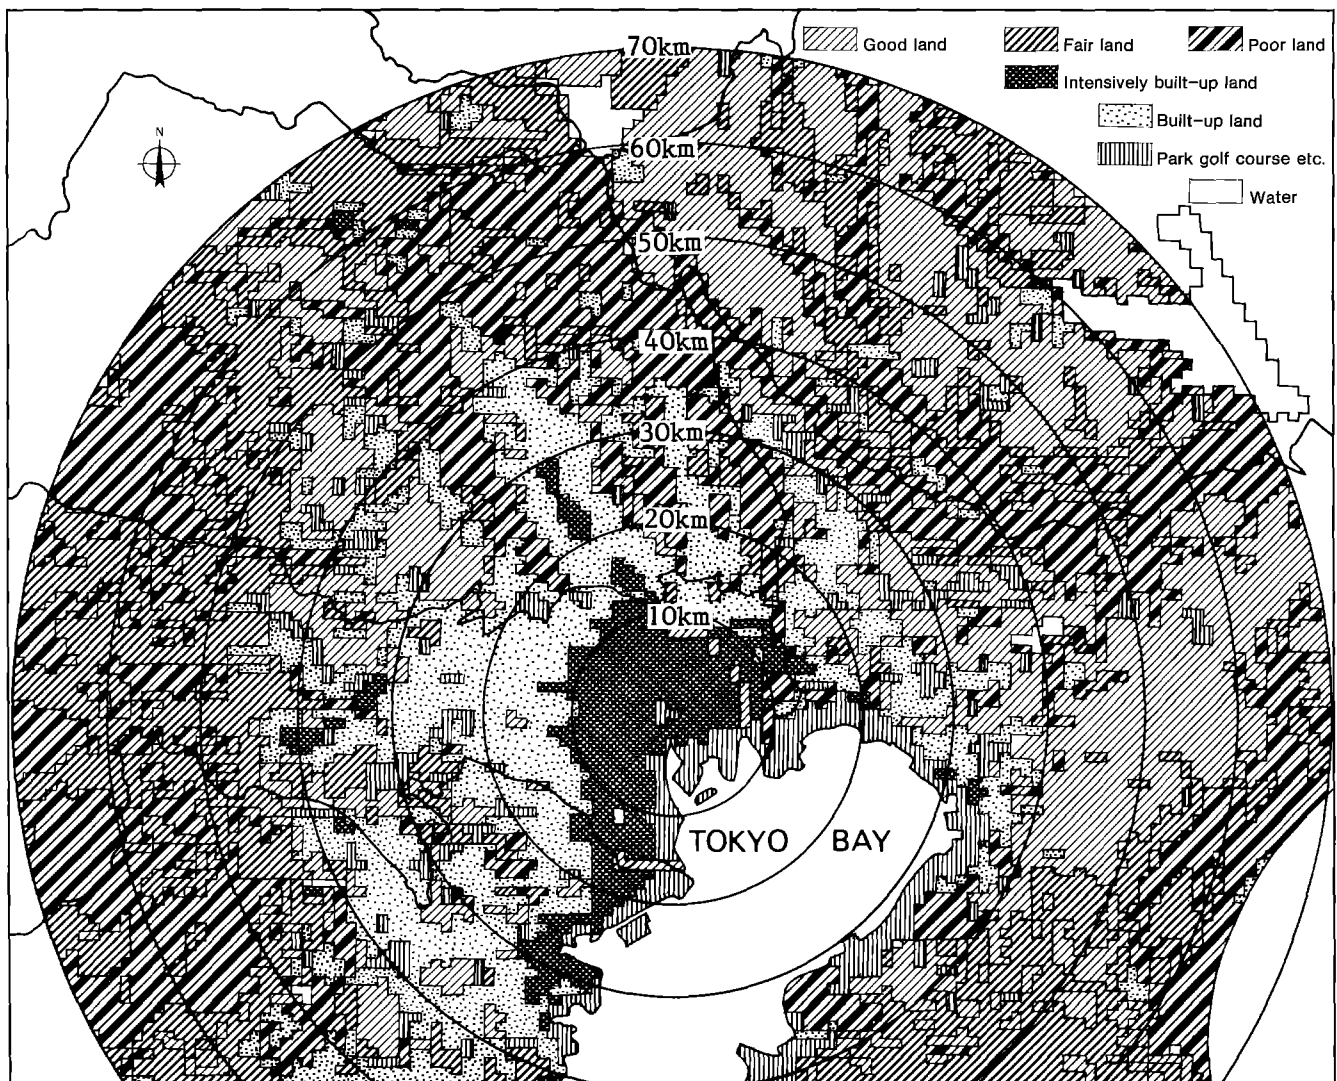 70km
Good land
Fair land
Poor land
Intensively built-up land
Built-up land
Park golf course etc.
Water
N
60km
50km
40km
30km
20km
10km
TOKYO BAY